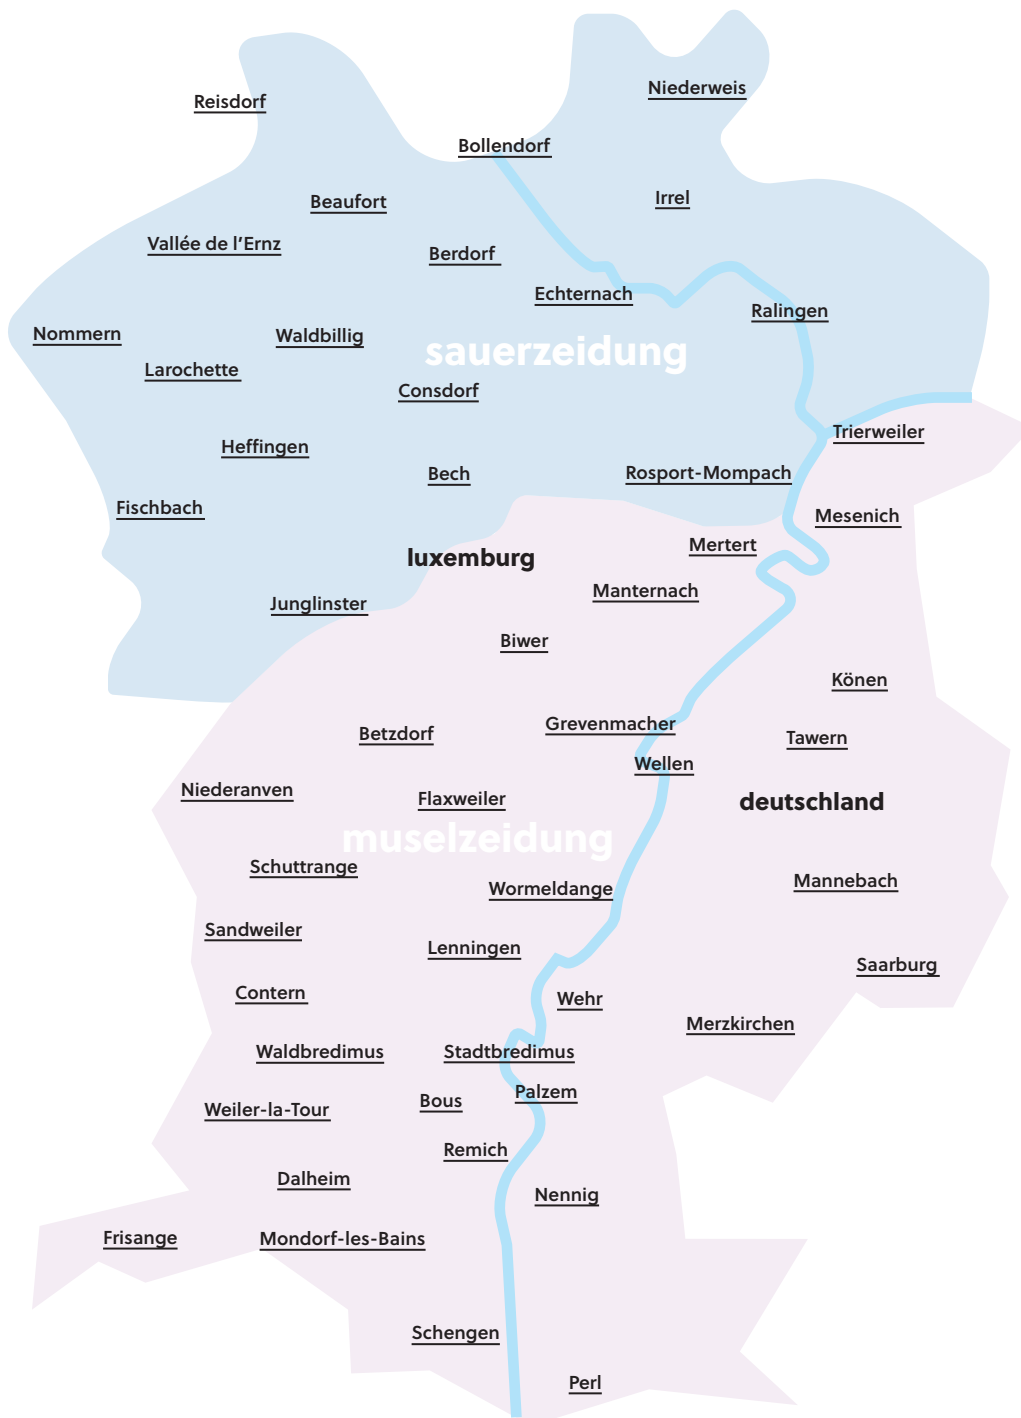 Niederweis
Reisdorf
Bollendorf
Irrel
Beaufort
Vallée de l'Ernz
Berdorf
Echternach
Ralingen
Nommern
Waldbillig
sauerzeidung
Larochette
Consdorf
Trierweiler
Heffingen
Bech
Rosport-Mompach
Fischbach
Mesenich
Mertert
luxemburg
Manternach
Junglinster
Biwer
Könen
Grevenmacher
Betzdorf
Tawern
Wellen
Niederanven
Flaxweiler
deutschland
muselzeidung
Schuttrange
Mannebach
Wormeldange
Sandweiler
Lenningen
Saarburg
Contern
Wehr
Merzkirchen
Waldbredimus
Stadtbredimus
Palzem
Bous
Weiler-la-Tour
Remich
Dalheim
Nennig
Frisange
Mondorf-les-Bains
Schengen
Perl